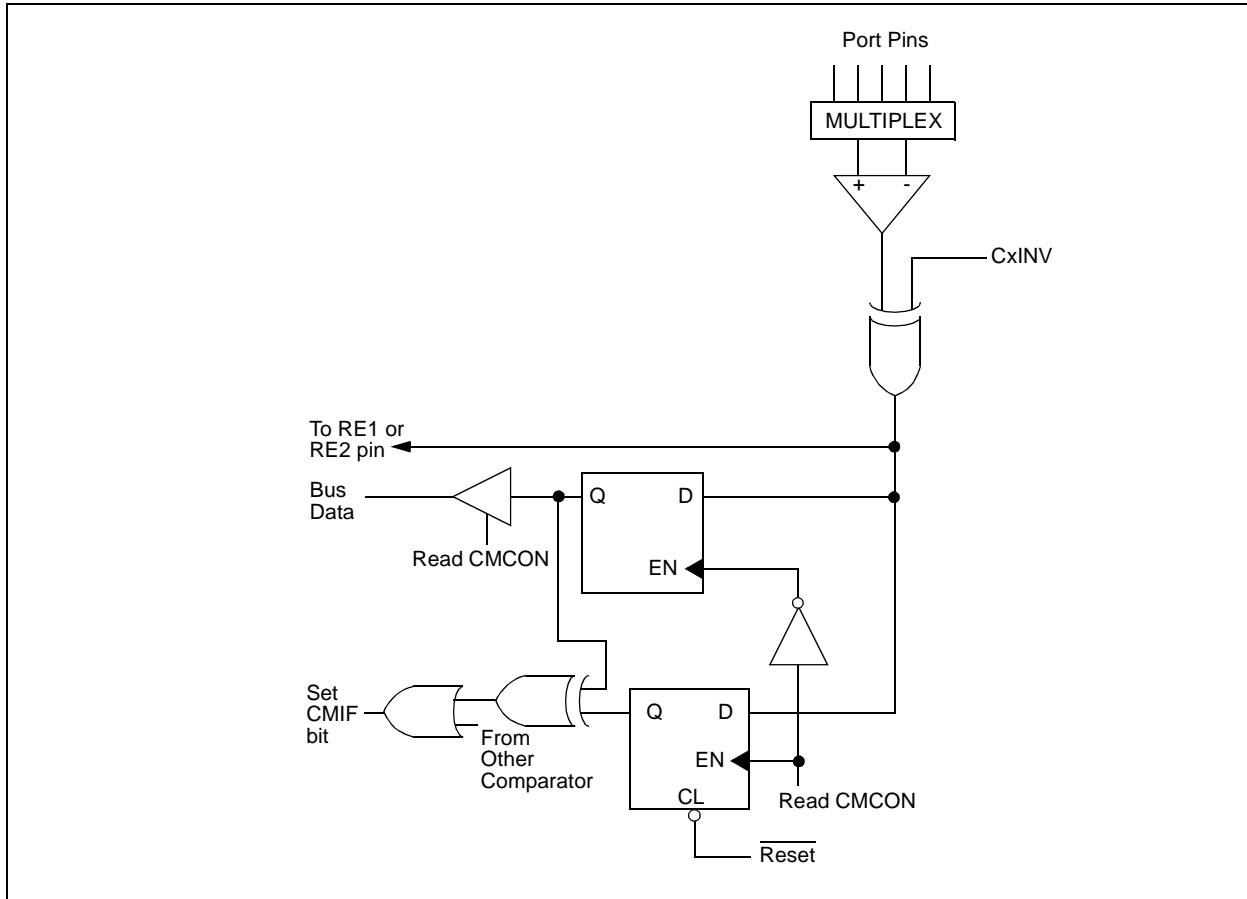 Port Pins
MULTIPLEX
+ -
CxINV
To RE1 or
RE2 pin
Bus
Data
Q D
Read CMCON
EN
Set
CMIF
bit
From
Other
Comparator
Q D
EN
CL
Read CMCON
Reset